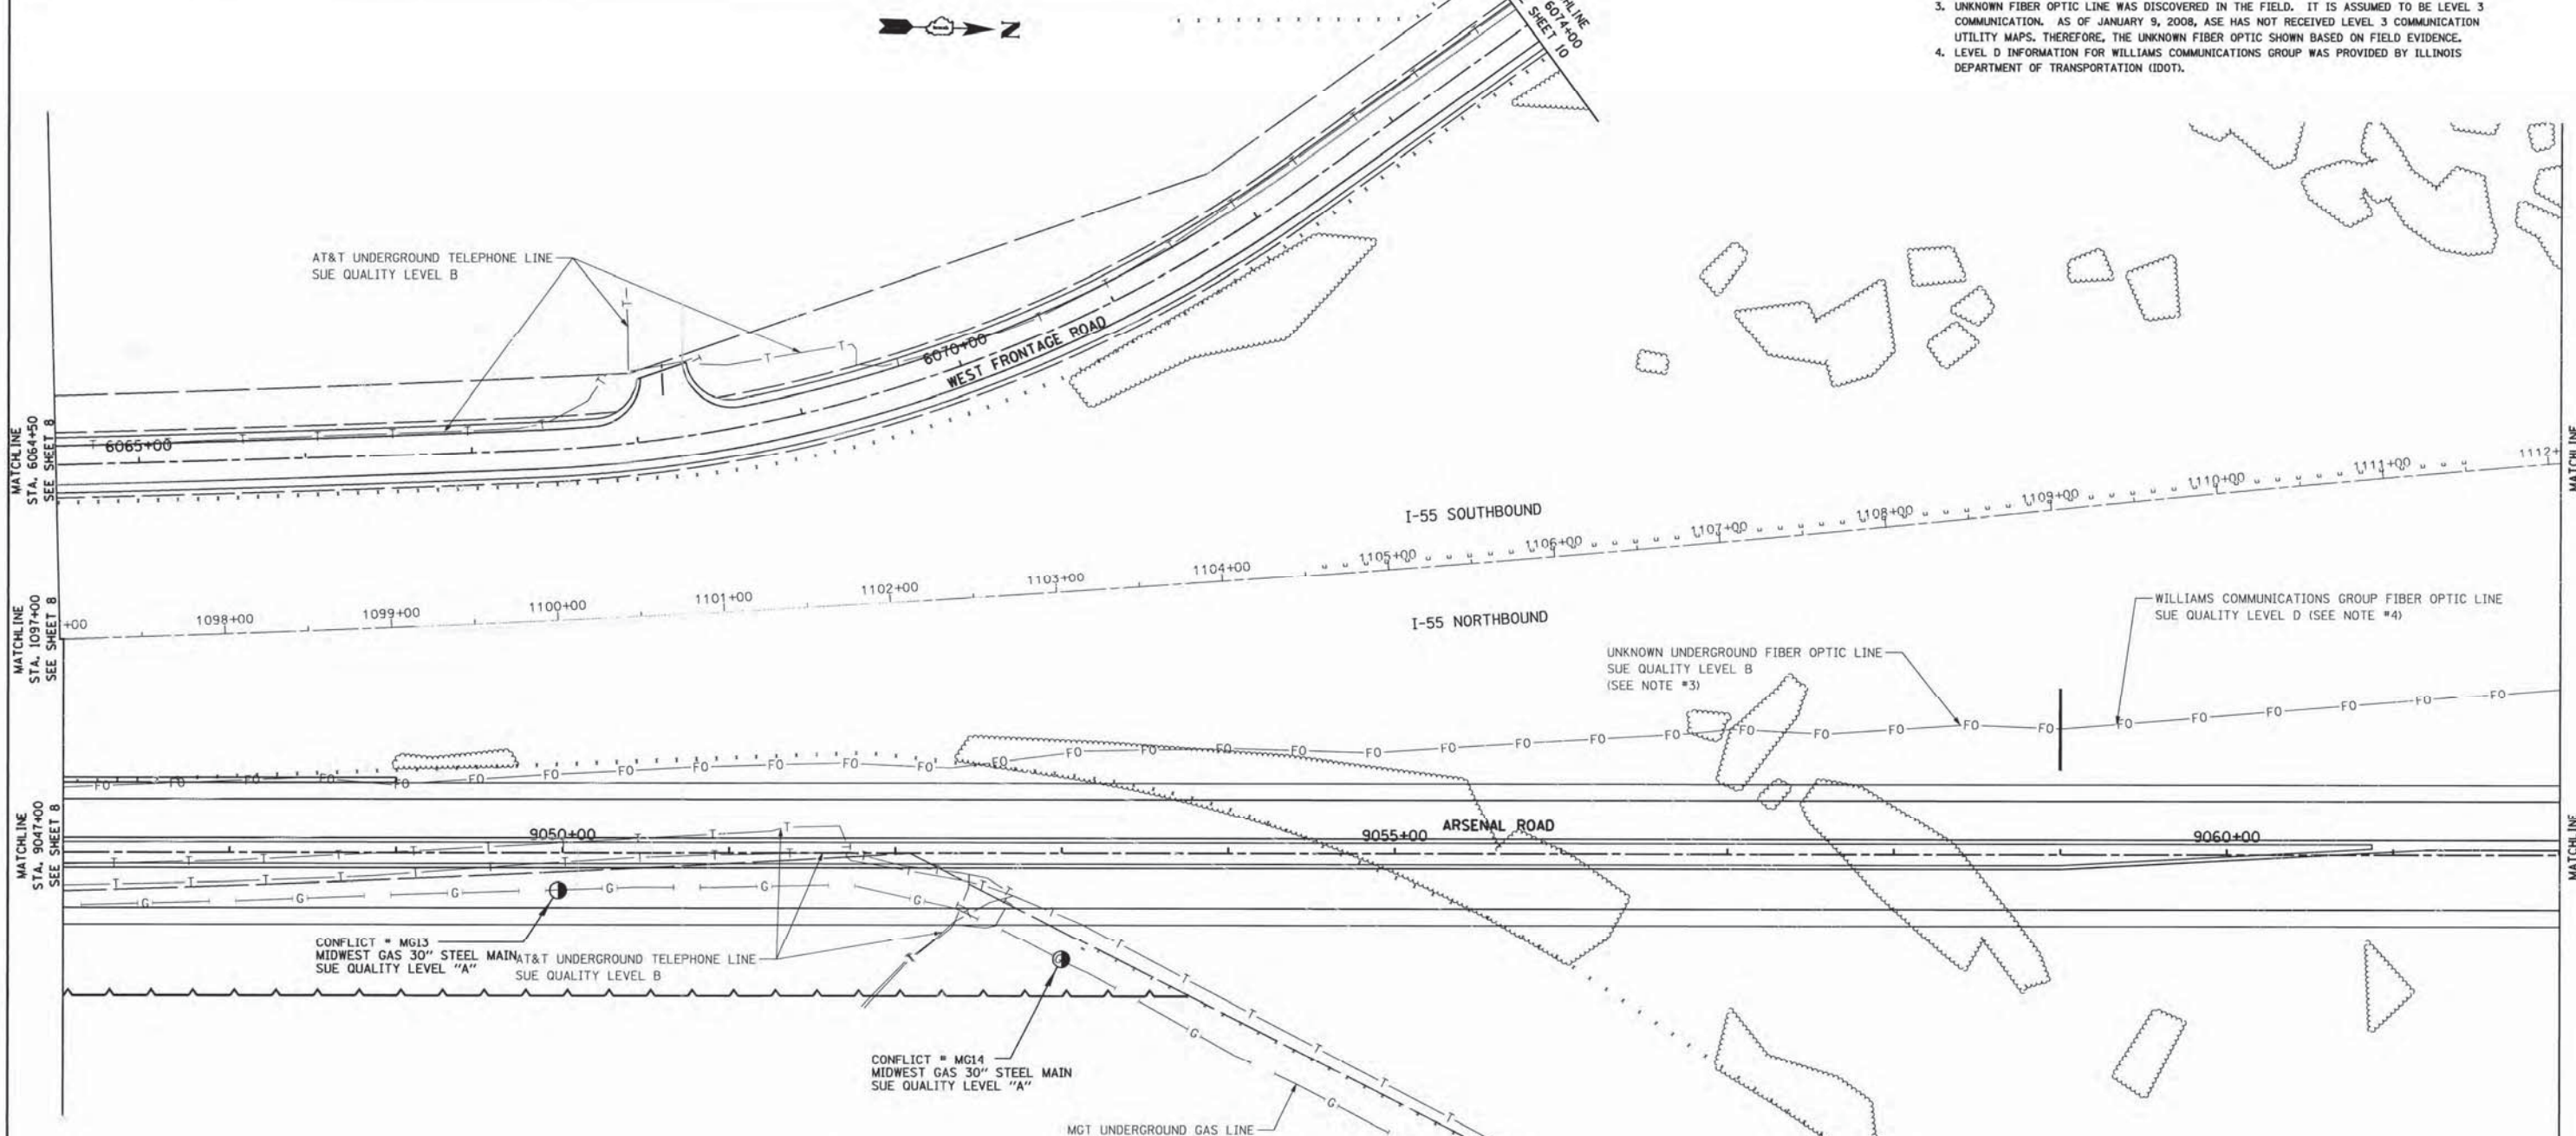 3. UNKNOWN FIBER OPTIC LINE WAS DISCOVERED IN THE FIELD. IT IS ASSUMED TO BE LEVEL 3
COMMUNICATION. AS OF JANUARY 9, 2008, ASE HAS NOT RECEIVED LEVEL 3 COMMUNICATION
UTILITY MAPS. THEREFORE, THE UNKNOWN FIBER OPTIC SHOWN BASED ON FIELD EVIDENCE.
4. LEVEL D INFORMATION FOR WILLIAMS COMMUNICATIONS GROUP WAS PROVIDED BY ILLINOIS
DEPARTMENT OF TRANSPORTATION (IDOT).
N
6074+00
SHEET 10
AT&T UNDERGROUND TELEPHONE LINE
SUE QUALITY LEVEL B
6070+00
WEST FRONTAGE ROAD
6065+00
MATCHLINE
STA. 6064+50
SEE SHEET 8
MATCHLINE
I-55 SOUTHBOUND
+00
1098+00
1099+00
1100+00
1101+00
1102+00
1103+00
1104+00
1105+00
1106+00
1107+00
1108+00
1109+00
1110+00
1111+00
1112+
I-55 NORTHBOUND
MATCHLINE
STA. 1097+00
SEE SHEET 8
WILLIAMS COMMUNICATIONS GROUP FIBER OPTIC LINE
SUE QUALITY LEVEL D (SEE NOTE #4)
UNKNOWN UNDERGROUND FIBER OPTIC LINE
SUE QUALITY LEVEL B
(SEE NOTE #3)
MATCHLINE
STA. 9047+00
SEE SHEET 8
9050+00
9055+00
ARSENAL ROAD
9060+00
MATCHLINE
CONFLICT # MG13
MIDWEST GAS 30" STEEL MAIN
SUE QUALITY LEVEL "A"
AT&T UNDERGROUND TELEPHONE LINE
SUE QUALITY LEVEL B
CONFLICT # MG14
MIDWEST GAS 30" STEEL MAIN
SUE QUALITY LEVEL "A"
MGT UNDERGROUND GAS LINE